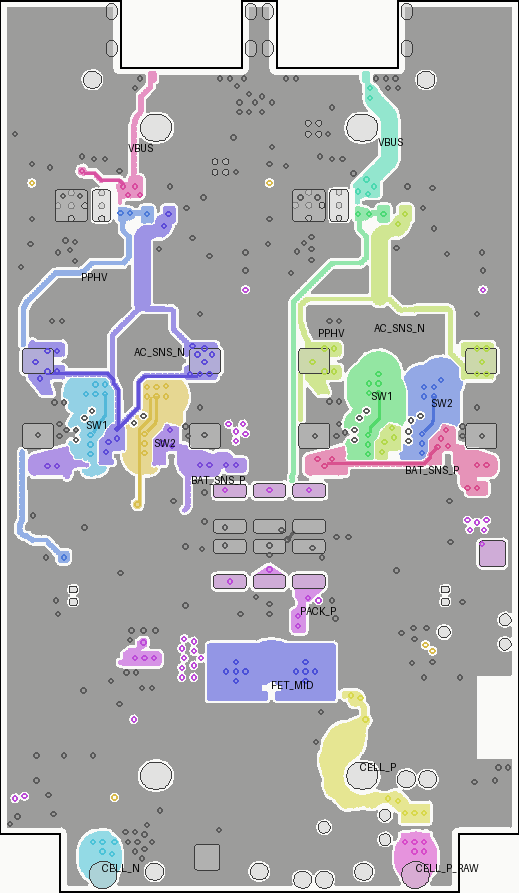 VBUS
VBUS
PPHV
PPHV
AC_SNS_N
AC_SNS_N
SW1
SW2
SW1
SW2
BAT_SNS_P
BAT_SNS_P
PACK_P
FET_MID
CELL_P
CELL_N
CELL_P_RAW